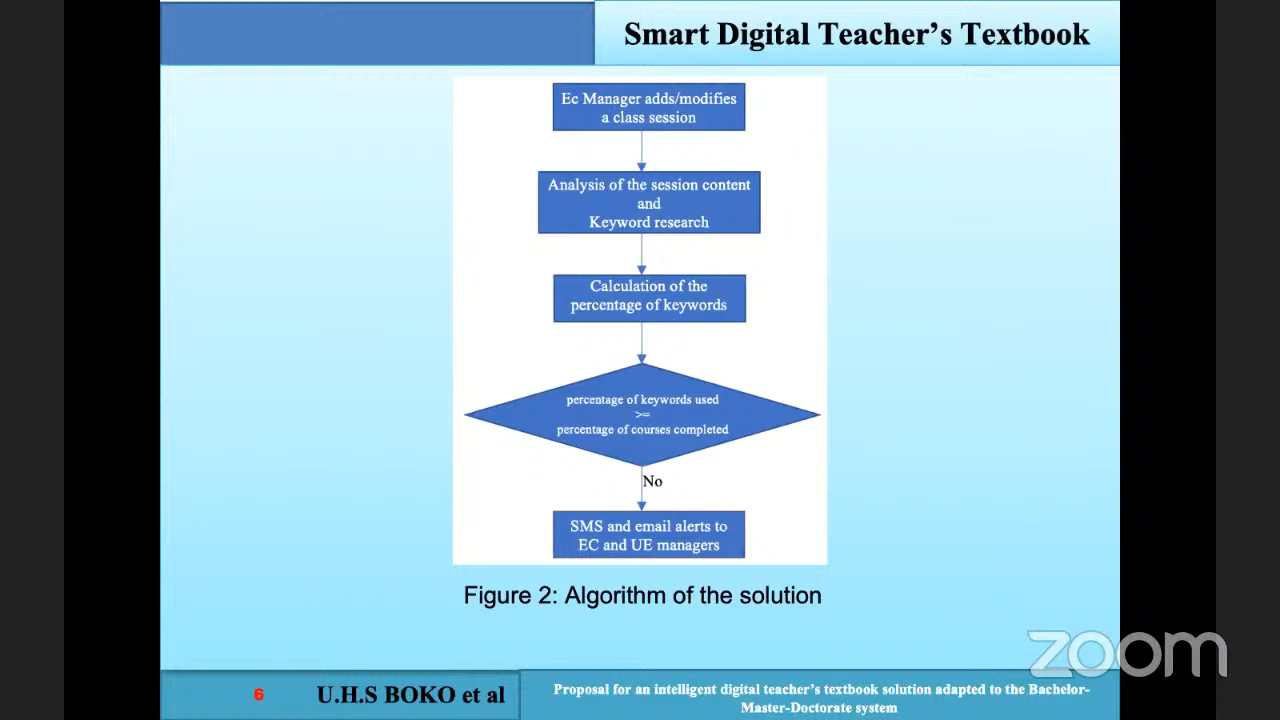 Smart Digital Teacher’s Textbook
Ec Manager adds/modifies
a class session
Analysis of the session content
and
Keyword research
Calculation of the
percentage of keywords
percentage of keywords used
>=
percentage of courses completed
No
SMS and email alerts to
EC and UE managers
Figure 2: Algorithm of the solution
zoom
6
U.H.S BOKO et al
Proposal for an intelligent digital teacher’s textbook solution adapted to the Bachelor-
Master-Doctorate system